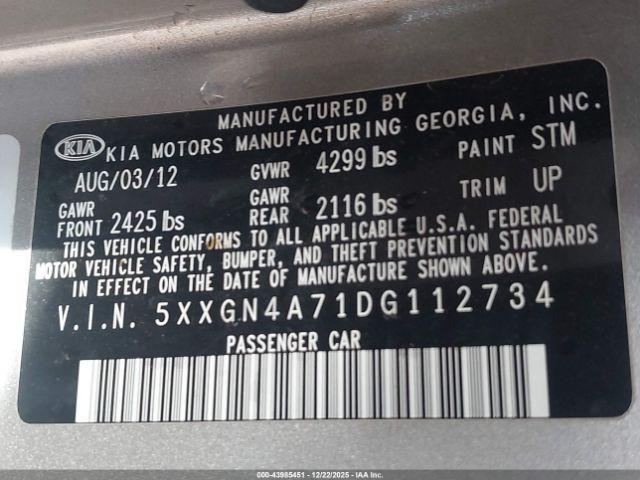 MANUFACTURED BY
KIA KIA MOTORS MANUFACTURING GEORGIA, INC.
AUG/03/12 GVWR 4299 lbs PAINT STM
GAWR FRONT 2425 lbs GAWR REAR 2116 lbs TRIM UP
THIS VEHICLE CONFORMS TO ALL APPLICABLE U.S.A. FEDERAL
MOTOR VEHICLE SAFETY, BUMPER, AND THEFT PREVENTION STANDARDS
IN EFFECT ON THE DATE OF MANUFACTURE SHOWN ABOVE.
V.I.N. 5XXGN4A71DG112734
PASSENGER CAR
000-43985451 - 12/22/2025 - IAA Inc.